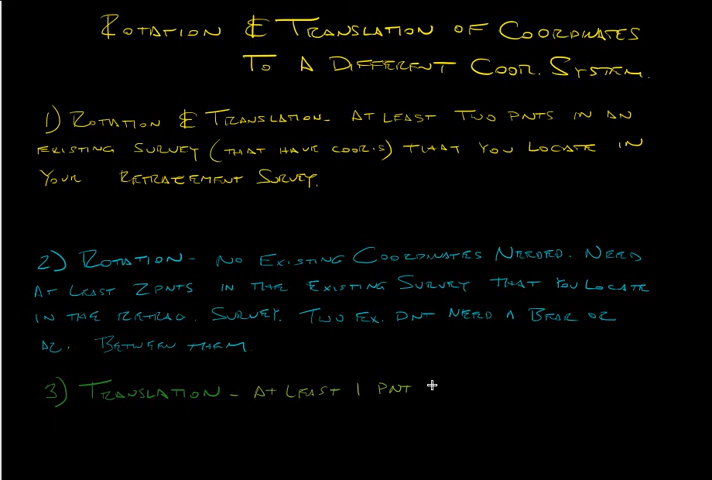 ROTATION & TRANSLATION OF COORDINATES
TO A DIFFERENT COOR. SYSTEM.
1) ROTATION & TRANSLATION - AT LEAST TWO PNTS IN AN
EXISTING SURVEY (THAT HAVE COOR.S) THAT YOU LOCATE IN
YOUR RETRACEMENT SURVEY.
2) ROTATION - NO EXISTING COORDINATES NEEDED. NEED
AT LEAST 2 PNTS IN THE EXISTING SURVEY THAT YOU LOCATE
IN THE RETRAC. SURVEY. TWO EX. PNT NEED A BEAR OR
AZ. BETWEEN THEM.
3) TRANSLATION - AT LEAST 1 PNT